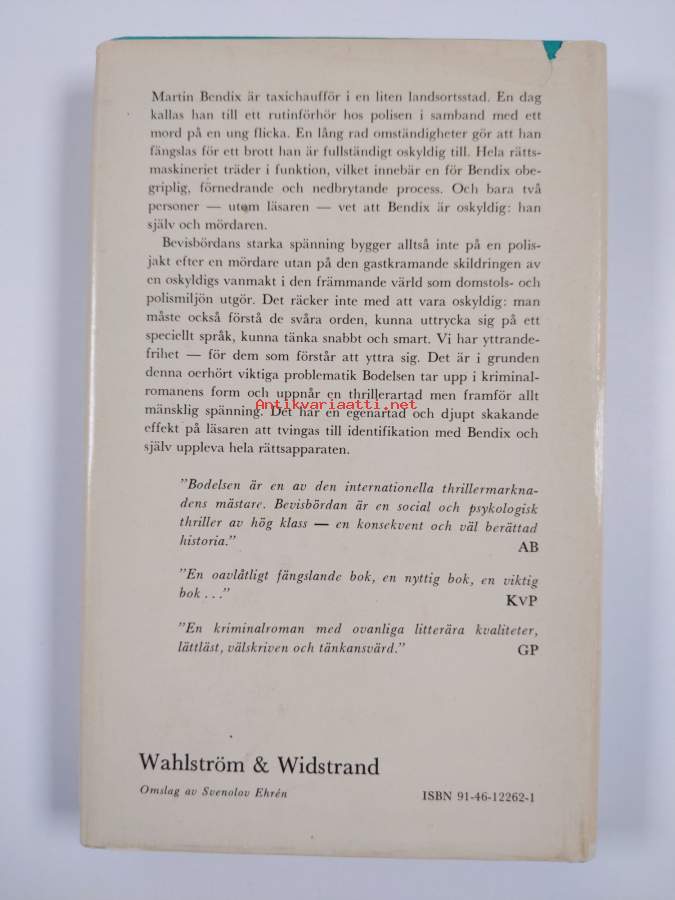 Martin Bendix är taxichaufför i en liten landsortsstad. En dag
kallas han till ett rutinförhör hos polisen i samband med ett
mord på en ung flicka. En lång rad omständigheter gör att han
fängslas för ett brott han är fullständigt oskyldig till. Hela rätts-
maskineriet träder i funktion, vilket innebär en för Bendix obe-
griplig, förnedrande och nedbrytande process. Och bara två
personer — utom läsaren — vet att Bendix är oskyldig: han
själv och mördaren.
Bevisbördans starka spänning bygger alltså inte på en polis-
jakt efter en mördare utan på den gastkramande skildringen av
en oskyldigs vanmakt i den främmande värld som domstols- och
polismiljön utgör. Det räcker inte med att vara oskyldig: man
måste också förstå de svåra orden, kunna uttrycka sig på ett
speciellt språk, kunna tänka snabbt och smart. Vi har yttrande-
frihet — för dem som förstår att yttra sig. Det är i grunden
denna oerhört viktiga problematik Bodelsen tar upp i kriminal-
romanens form och uppnår en thrillerartad men framför allt
mänsklig spänning. Det har en egenartad och djupt skakande
Antikvariaatti.net
effekt på läsaren att tvingas till identifikation med Bendix och
själv uppleva hela rättsapparaten.
"Bodelsen är en av den internationella thrillermarkna-
dens mästare. Bevisbördan är en social och psykologisk
thriller av hög klass — en konsekvent och väl berättad
historia."
AB
"En oavlåtligt fängslande bok, en nyttig bok, en viktig
bok . . ."
KvP
"En kriminalroman med ovanliga litterära kvaliteter,
lättläst, välskriven och tänkansvärd."
GP
Wahlström & Widstrand
Omslag av Svenolov Ehrén
ISBN 91-46-12262-1